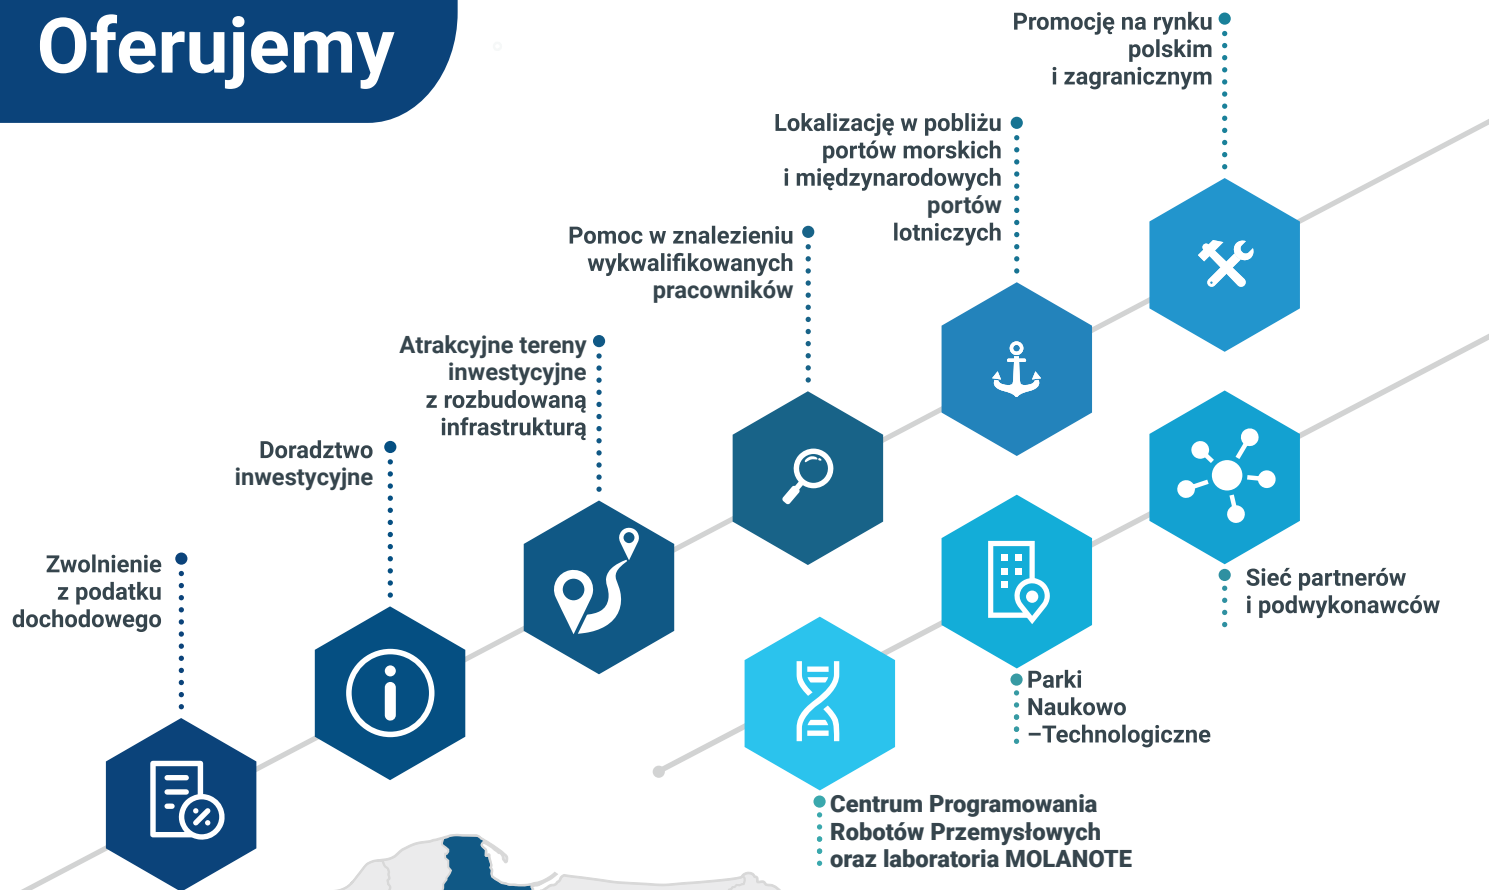 Oferujemy
Promocję na rynku
polskim
i zagranicznym
Lokalizację w pobliżu
portów morskich
i międzynarodowych
portów
lotniczych
Pomoc w znalezieniu
wykwalifikowanych
pracowników
Atrakcyjne tereny
inwestycyjne
z rozbudowaną
infrastrukturą
Doradztwo
inwestycyjne
Zwolnienie
z podatku
dochodowego
Sieć partnerów
i podwykonawców
Parki
Naukowo
–Technologiczne
Centrum Programowania
Robotów Przemysłowych
oraz laboratoria MOLANOTE